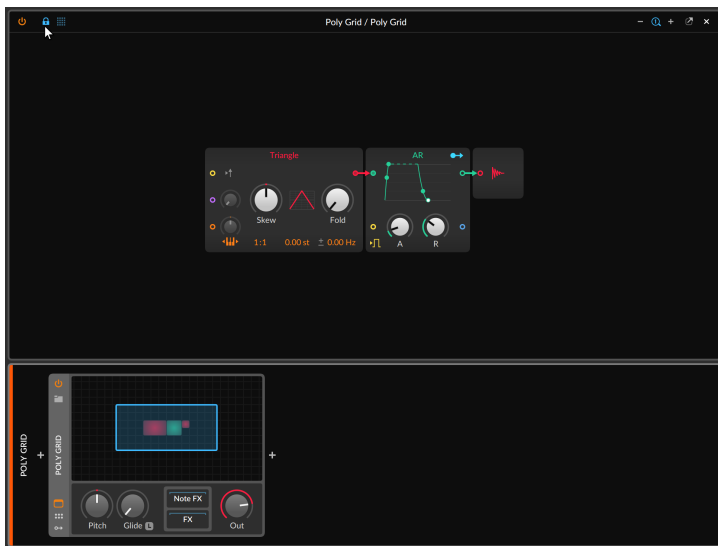 Poly Grid / Poly Grid
Triangle
AR
Skew
Fold
1:1
0.00 st
± 0.00 Hz
A
R
POLY GRID
POLY GRID
Note FX
FX
Pitch
Glide L
Out